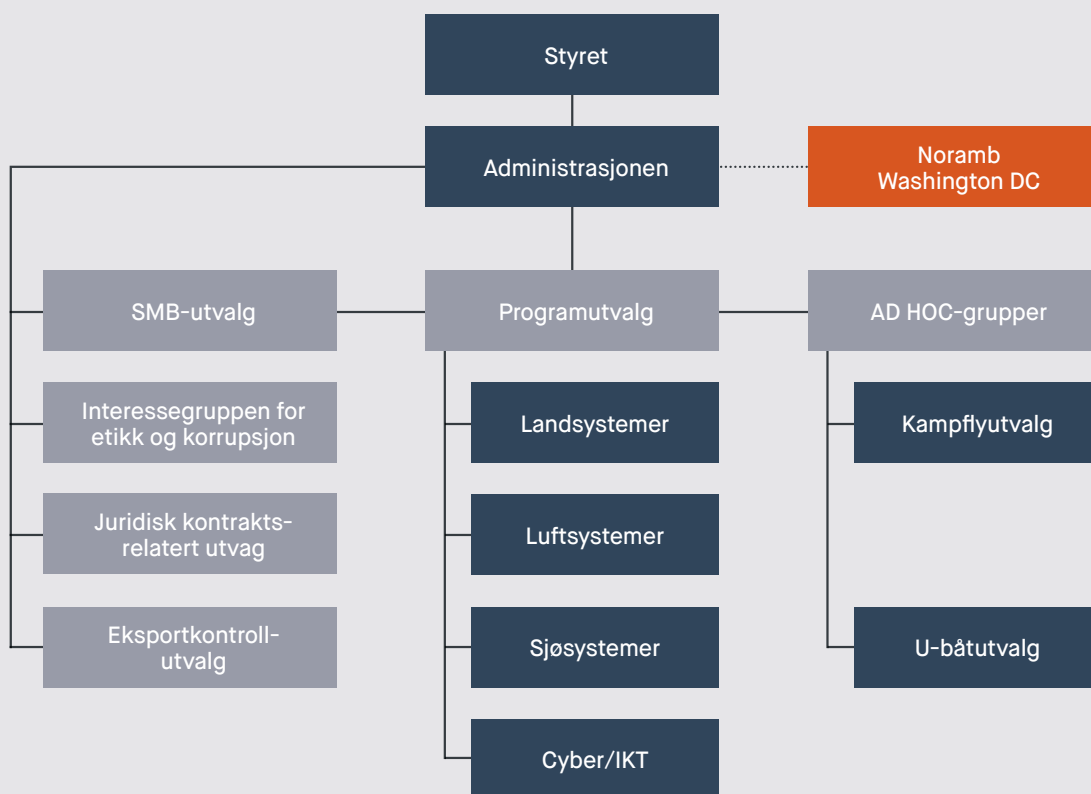 Styret
Administrasjonen
Noramb
Washington DC
SMB-utvalg
Programutvalg
AD HOC-grupper
Interessegruppen for
etikk og korrupsjon
Landsystemer
Kampflyutvalg
Juridisk kontrakts-
relatert utvag
Luftsystemer
Eksportkontroll-
utvalg
Sjøsystemer
U-båtutvalg
Cyber/IKT